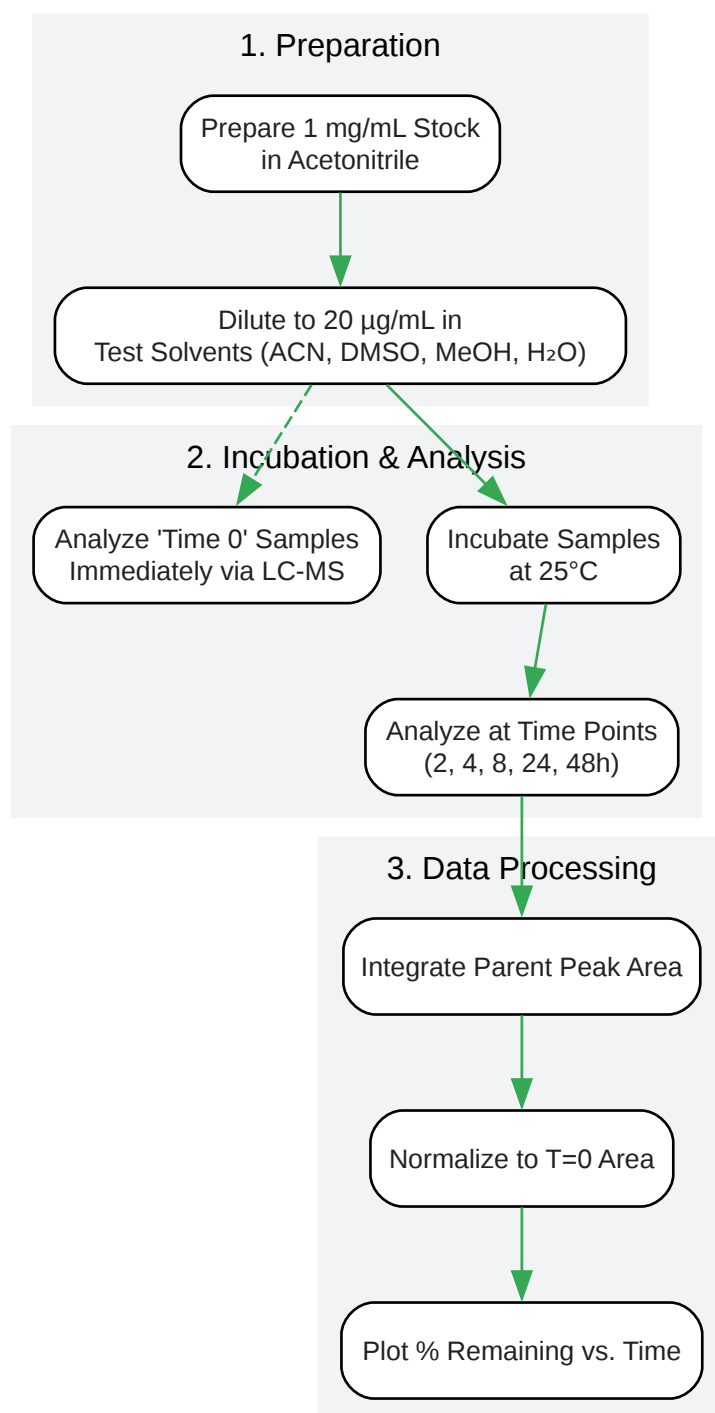 1. Preparation
Prepare 1 mg/mL Stock
in Acetonitrile
Dilute to 20 µg/mL in
Test Solvents (ACN, DMSO, MeOH, H₂O)
2. Incubation & Analysis
Analyze 'Time 0' Samples
Immediately via LC-MS
Incubate Samples
at 25°C
Analyze at Time Points
(2, 4, 8, 24, 48h)
3. Data Processing
Integrate Parent Peak Area
Normalize to T=0 Area
Plot % Remaining vs. Time